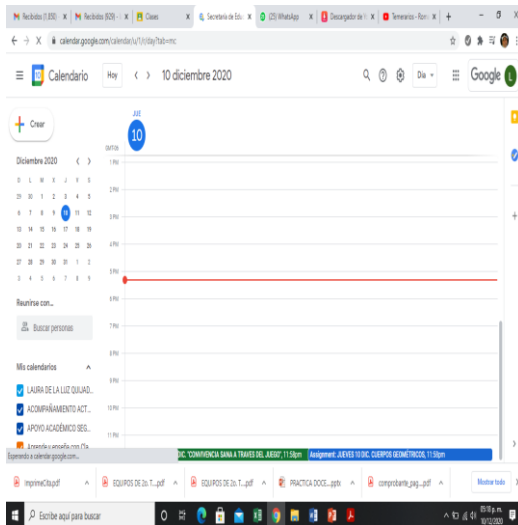 Recibidos (1,850)
Recibidos (929) -
Clases
Secretaría de Edu
(25) WhatsApp
Descargador de
Temerarios - Rom
calendar.google.com/calendar/u/1/r/day?tab=mc
Calendario
Hoy
10 diciembre 2020
Día
Google
L
Crear
JUE
10
GMT-06
Diciembre 2020
D L M X J V S
29 30 1 2 3 4 5
6 7 8 9 10 11 12
13 14 15 16 17 18 19
20 21 22 23 24 25 26
27 28 29 30 31 1 2
3 4 5 6 7 8 9
1 PM
2 PM
3 PM
4 PM
5 PM
6 PM
7 PM
8 PM
9 PM
10 PM
11 PM
Reunirse con...
Buscar personas
Mis calendarios
LAURA DE LA LUZ QUIJAD...
ACOMPAÑAMIENTO ACT...
APOYO ACADÉMICO SEG...
Aprende y enseña con Cla
Esperando a calendar.google.com...
DIC. "CONVIVENCIA SANA A TRAVES DEL JUEGO", 11:59pm
Assignment: JUEVES 10 DIC. CUERPOS GEOMÉTRICOS, 11:59pm
imprimeCita.pdf
EQUIPOS DE 2o. T....pdf
EQUIPOS DE 2o. T....pdf
PRACTICA DOCE....pptx
comprobante_pag....pdf
Mostrar todo
Escribe aquí para buscar
05:18 p. m.
10/12/2020